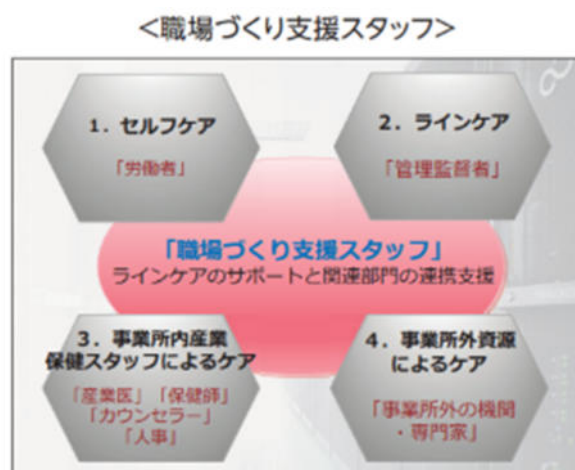 <職場づくり支援スタッフ>
1．セルフケア
「労働者」
2．ラインケア
「管理監督者」
「職場づくり支援スタッフ」
ラインケアのサポートと関連部門の連携支援
3．事業所内産業
保健スタッフによるケア
「産業医」「保健師」
「カウンセラー」
「人事」
4．事業所外資源
によるケア
「事業所外の機関
・専門家」